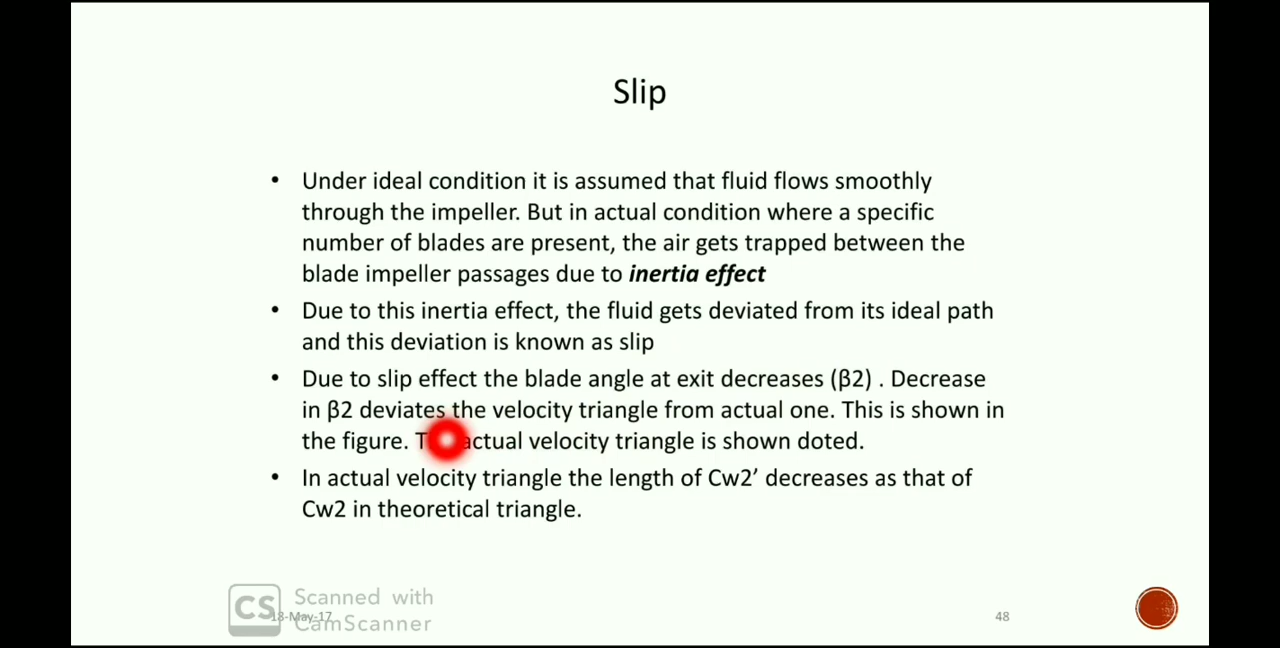 Slip
• Under ideal condition it is assumed that fluid flows smoothly
through the impeller. But in actual condition where a specific
number of blades are present, the air gets trapped between the
blade impeller passages due to inertia effect
• Due to this inertia effect, the fluid gets deviated from its ideal path
and this deviation is known as slip
• Due to slip effect the blade angle at exit decreases (β2) . Decrease
in β2 deviates the velocity triangle from actual one. This is shown in
the figure. actual velocity triangle is shown doted.
• In actual velocity triangle the length of Cw2’ decreases as that of
Cw2 in theoretical triangle.
CS Scanned with
CamScanner
18-May-17
48